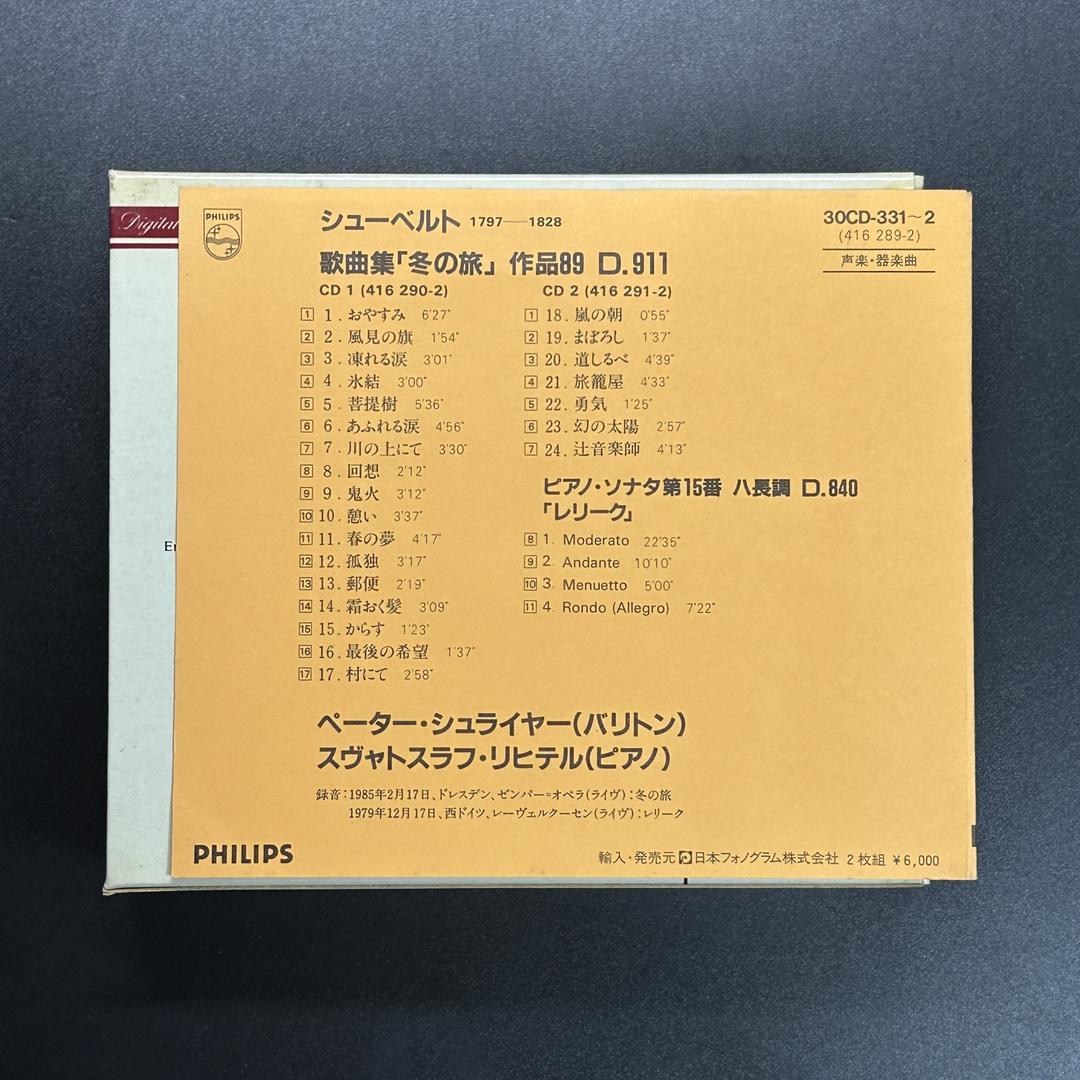 Digital
PHILIPS
シューベルト 1797——1828
30CD-331~2
(416 289-2)
声楽・器楽曲
歌曲集「冬の旅」 作品89 D.911
CD 1 (416 290-2)
1 1. おやすみ 6'27"
2 2. 風見の旗 1'54"
3 3. 凍れる涙 3'01"
4 4. 氷結 3'00"
5 5. 菩提樹 5'36"
6 6. あふれる涙 4'56"
7 7. 川の上にて 3'30"
8 8. 回想 2'12"
9 9. 鬼火 3'12"
10 10. 憩い 3'37"
11 11. 春の夢 4'17"
12 12. 孤独 3'17"
13 13. 郵便 2'19"
14 14. 霜おく髪 3'09"
15 15. からす 1'23"
16 16. 最後の希望 1'37"
17 17. 村にて 2'58"
CD 2 (416 291-2)
1 18. 嵐の朝 0'55"
2 19. まぼろし 1'37"
3 20. 道しるべ 4'39"
4 21. 旅籠屋 4'33"
5 22. 勇気 1'25"
6 23. 幻の太陽 2'57"
7 24. 辻音楽師 4'13"
ピアノ・ソナタ第15番 ハ長調 D.840
「レリーク」
8 1. Moderato 22'35"
9 2. Andante 10'10"
10 3. Menuetto 5'00"
11 4. Rondo (Allegro) 7'22"
ペーター・シュライヤー(バリトン)
スヴャトスラフ・リヒテル(ピアノ)
録音:1985年2月17日、ドレスデン、ゼンパー=オペラ(ライヴ):冬の旅
1979年12月17日、西ドイツ、レーヴェルクーセン(ライヴ):レリーク
PHILIPS
輸入・発売元 日本フォノグラム株式会社 2枚組 ¥6,000